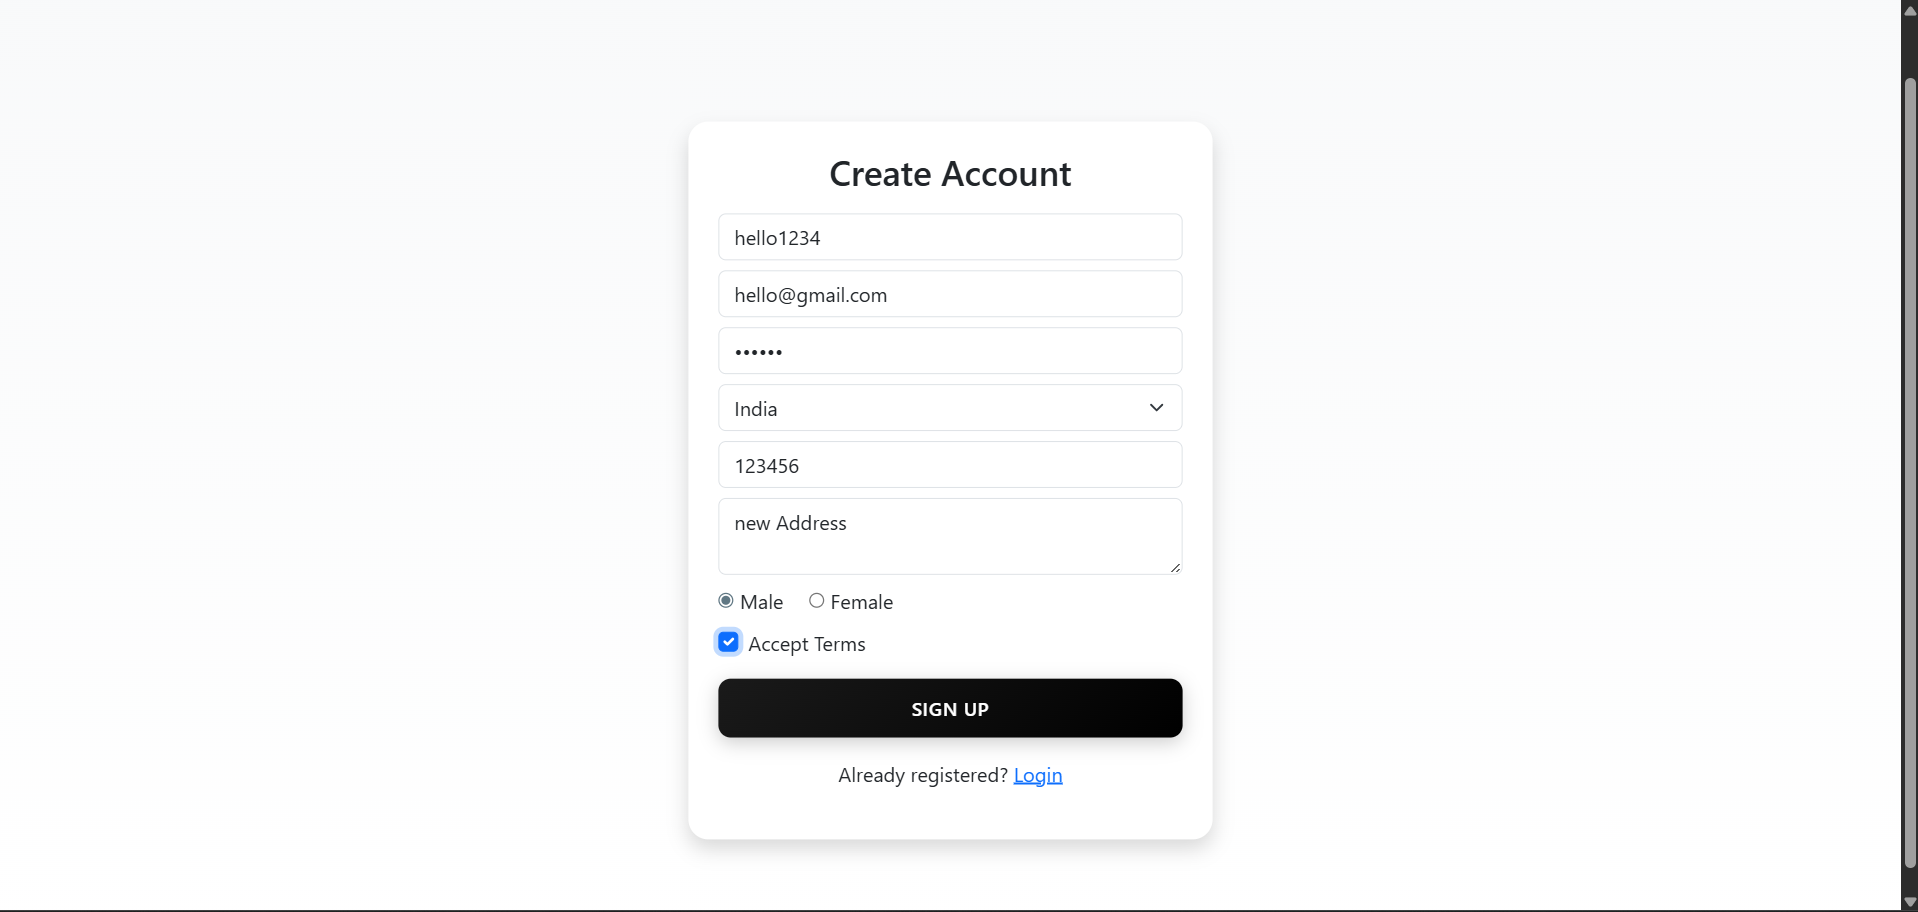 Create Account
hello1234
hello@gmail.com
••••••
India
123456
new Address
Male Female
Accept Terms
SIGN UP
Already registered? Login